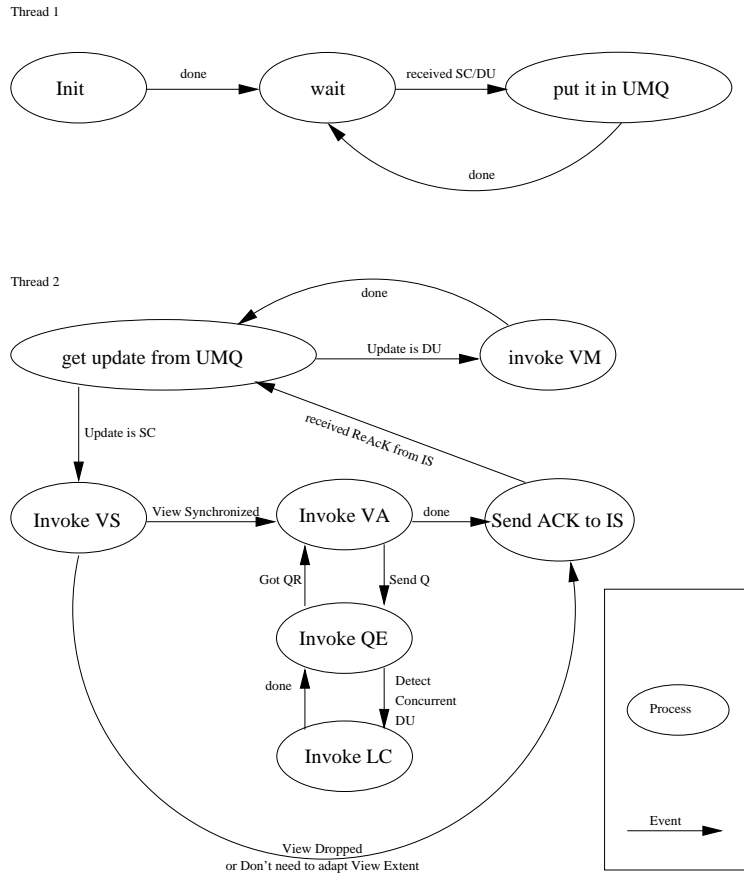 Thread 1
Init
done
wait
received SC/DU
put it in UMQ
done
Thread 2
done
get update from UMQ
Update is DU
invoke VM
Update is SC
received ReAcK from IS
Invoke VS
View Synchronized
Invoke VA
done
Send ACK to IS
Got QR
Send Q
Invoke QE
done
Detect
Concurrent
DU
Invoke LC
View Dropped
or Don't need to adapt View Extent
Process
Event